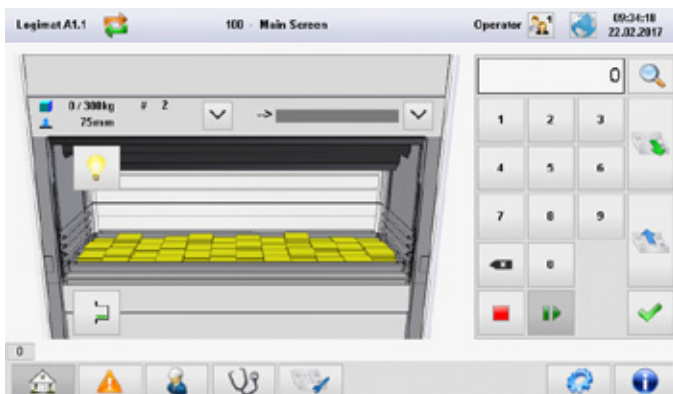 Logimat A1.1
100 - Main Screen
Operator
09:34:18
22.02.2017
0 / 300kg # 2
75mm
->
0
1 2 3
4 5 6
7 8 9
0
0